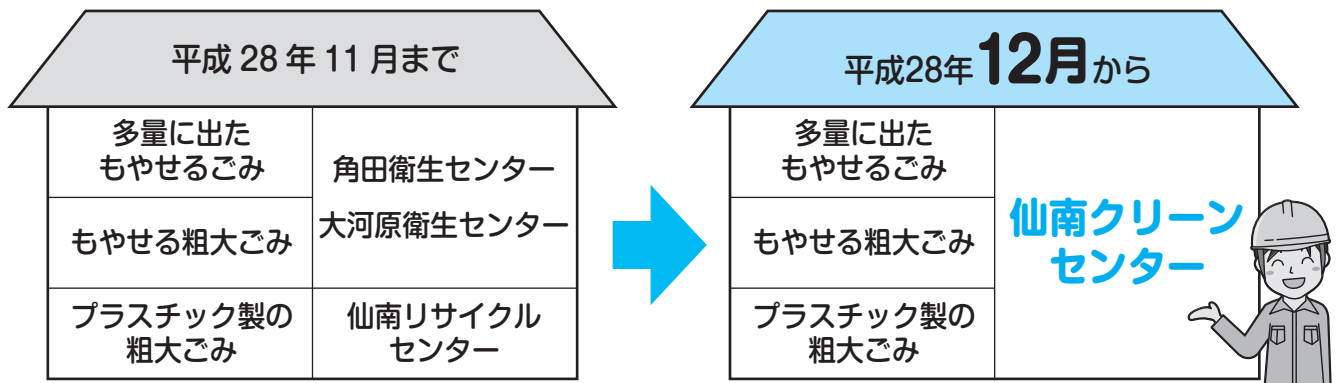 平成 28 年 11 月まで
多量に出た
もやせるごみ
もやせる粗大ごみ
角田衛生センター
大河原衛生センター
プラスチック製の
粗大ごみ
仙南リサイクル
センター
平成28年12月から
多量に出た
もやせるごみ
もやせる粗大ごみ
プラスチック製の
粗大ごみ
仙南クリーン
センター